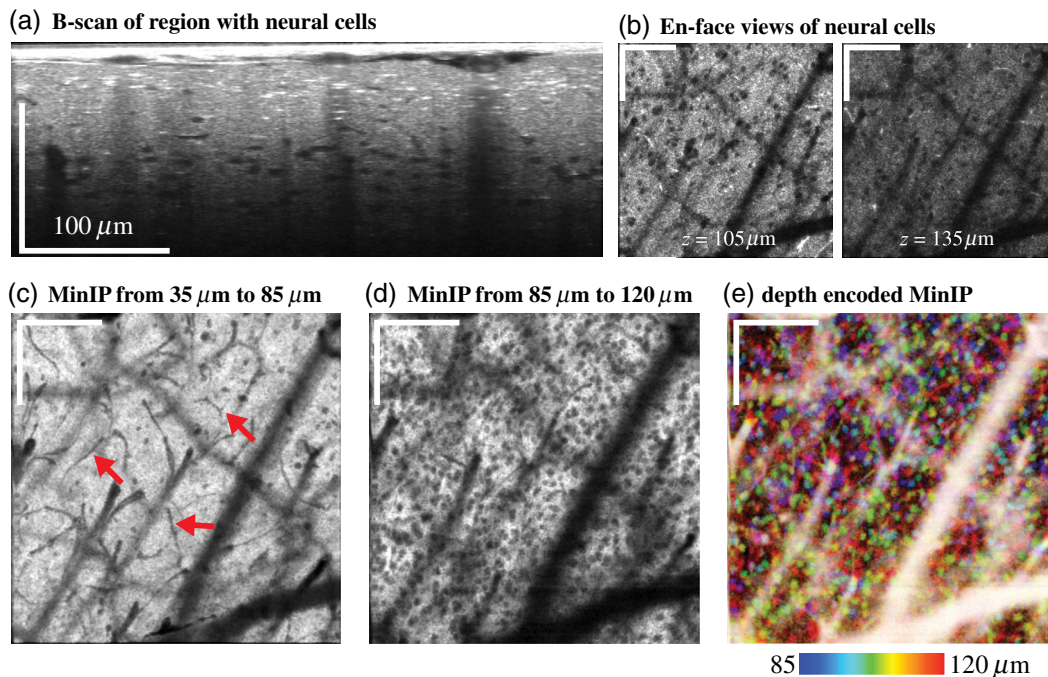 (a) B-scan of region with neural cells
100 μm
(b) En-face views of neural cells
z = 105 μm
z = 135 μm
(c) MinIP from 35 μm to 85 μm
(d) MinIP from 85 μm to 120 μm
(e) depth encoded MinIP
85 120 μm